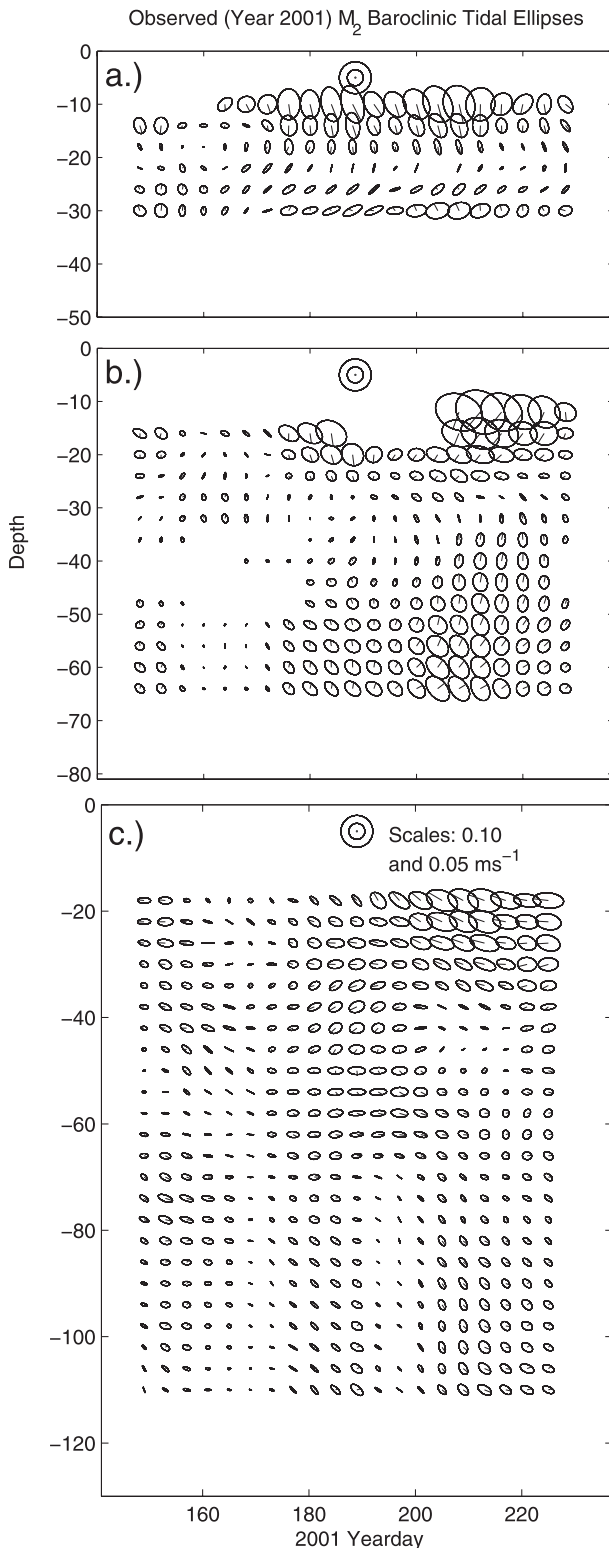 Observed (Year 2001) M2 Baroclinic Tidal Ellipses
a.)
0
−10
−20
−30
−40
−50
b.)
0
−10
−20
−30
−40
−50
−60
−70
−80
Depth
c.)
Scales: 0.10
and 0.05 ms−1
0
−20
−40
−60
−80
−100
−120
160 180 200 220
2001 Yearday